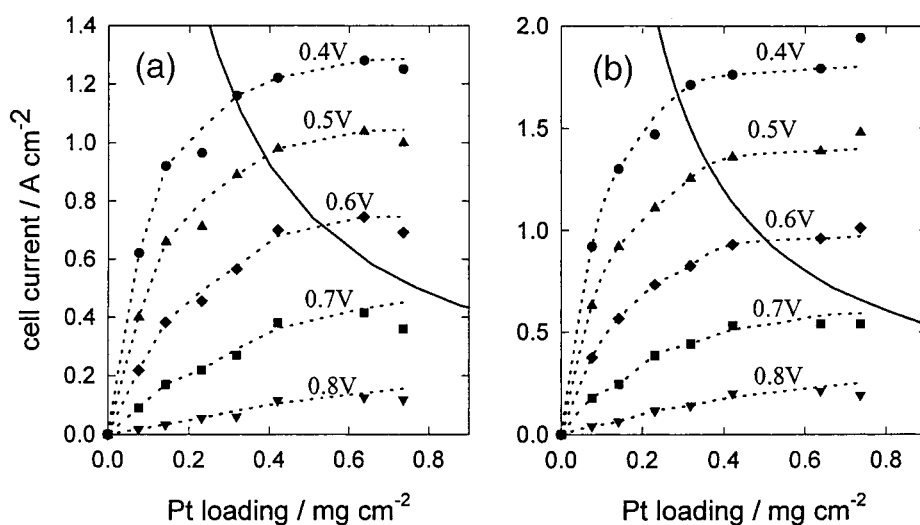 (a)
1.4
1.2
1.0
0.8
0.6
0.4
0.2
0.0
cell current / A cm-2
0.4V
0.5V
0.6V
0.7V
0.8V
0.0 0.2 0.4 0.6 0.8
Pt loading / mg cm-2
(b)
2.0
1.5
1.0
0.5
0.0
0.4V
0.5V
0.6V
0.7V
0.8V
0.0 0.2 0.4 0.6 0.8
Pt loading / mg cm-2